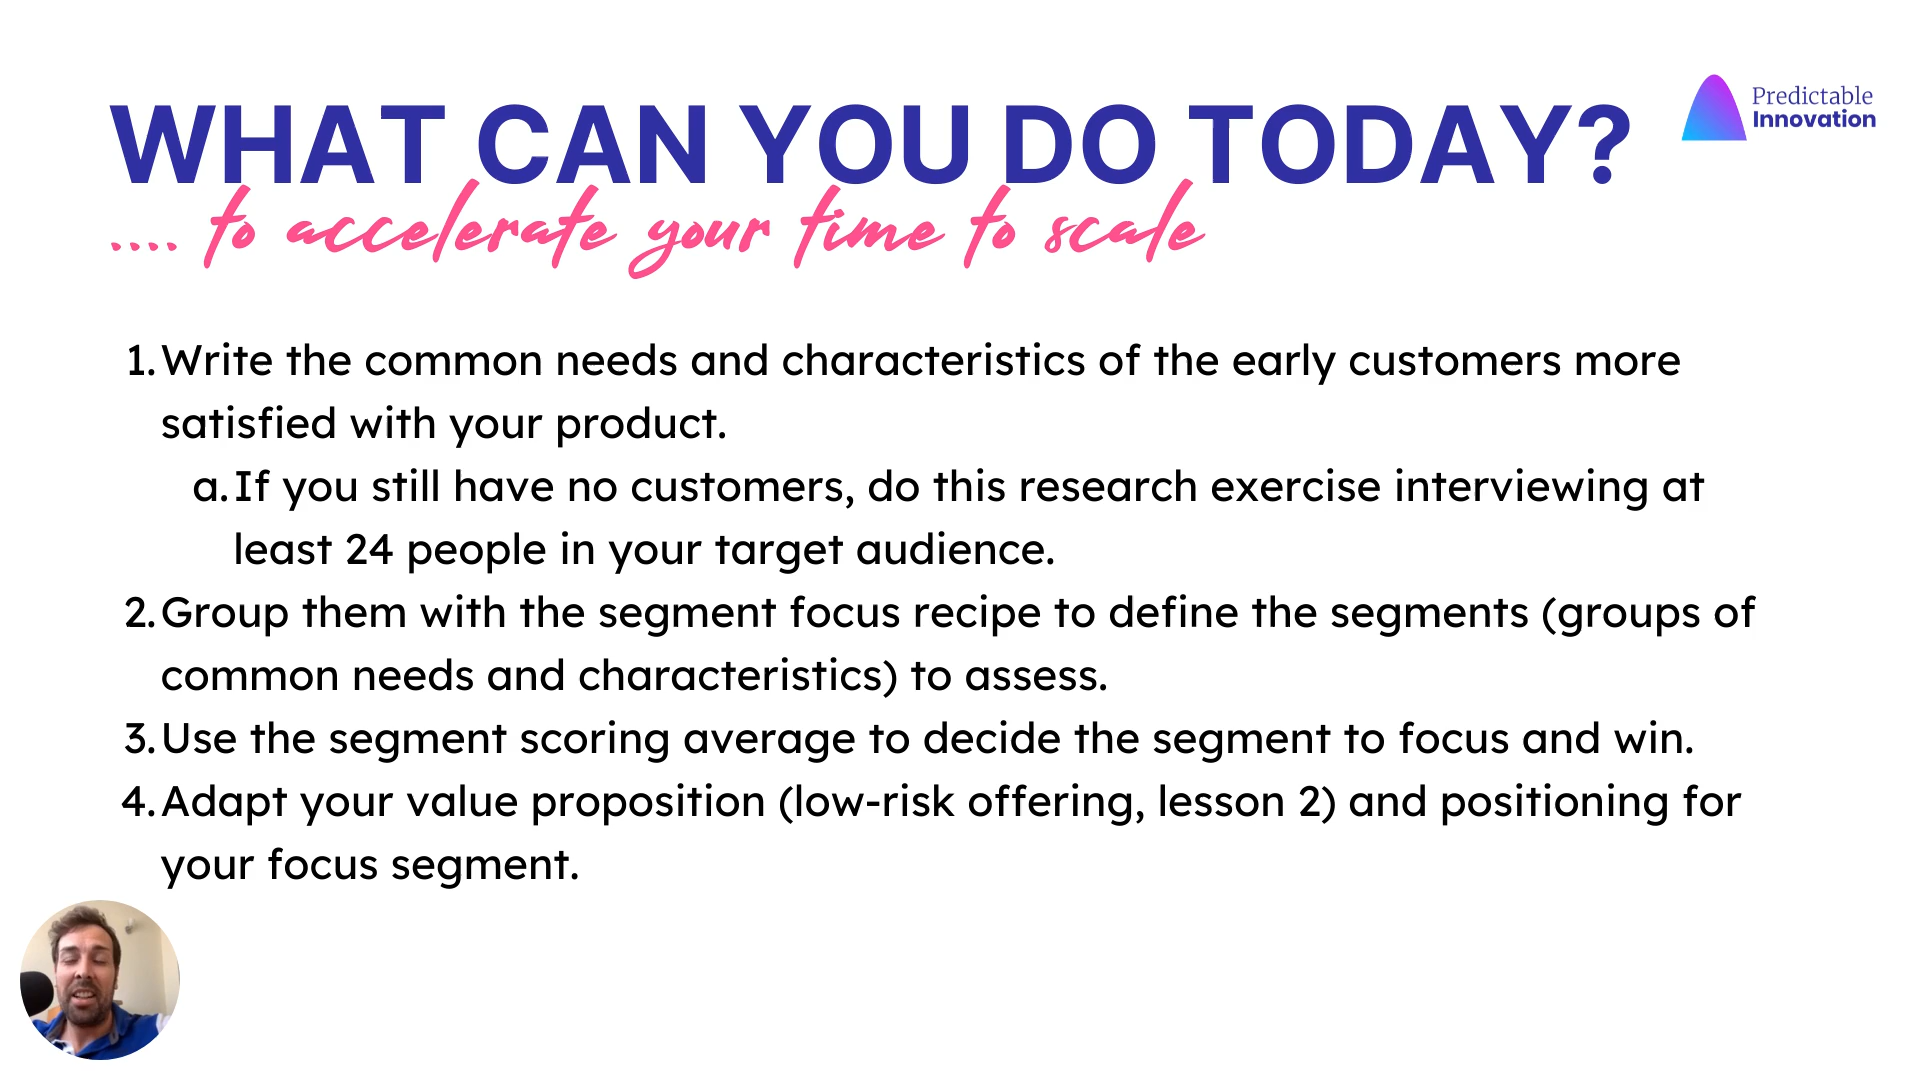 WHAT CAN YOU DO TODAY?
.... to accelerate your time to scale
Predictable
Innovation
1. Write the common needs and characteristics of the early customers more
satisfied with your product.
a. If you still have no customers, do this research exercise interviewing at
least 24 people in your target audience.
2. Group them with the segment focus recipe to define the segments (groups of
common needs and characteristics) to assess.
3. Use the segment scoring average to decide the segment to focus and win.
4. Adapt your value proposition (low-risk offering, lesson 2) and positioning for
your focus segment.